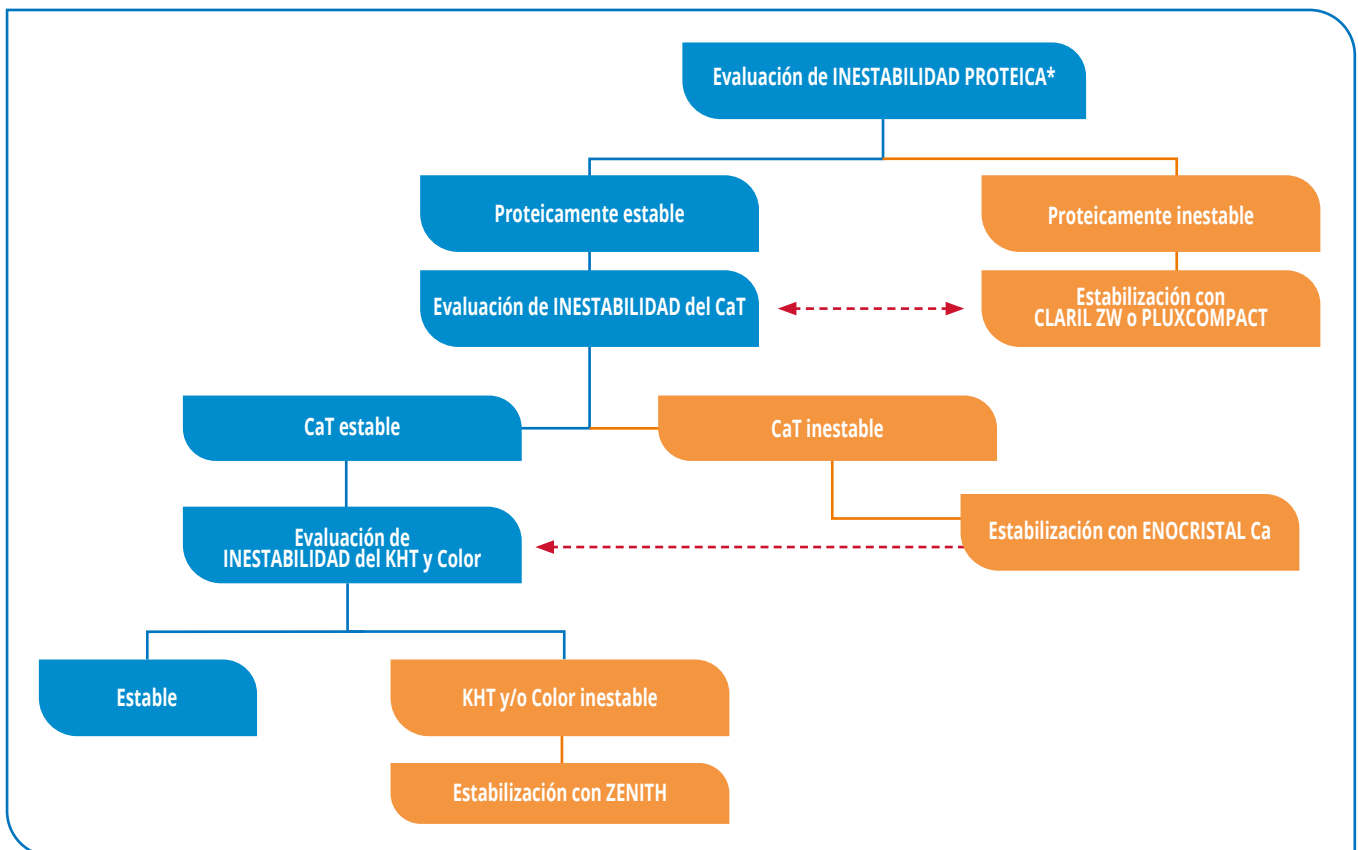 Evaluación de INESTABILIDAD PROTEICA*
Proteicamente estable
Proteicamente inestable
Evaluación de INESTABILIDAD del CaT
Estabilización con
CLARIL ZW o PLUXCOMPACT
CaT estable
CaT inestable
Evaluación de
INESTABILIDAD del KHT y Color
Estabilización con ENOCRISTAL Ca
Estable
KHT y/o Color inestable
Estabilización con ZENITH